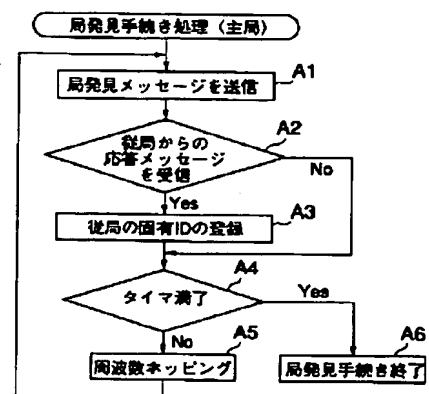 局発見手続き処理（主局）
局発見メッセージを送信
A1
従局からの
応答メッセージ
を受信
A2
No
Yes
従局の固有IDの登録
A3
タイマ満了
A4
Yes
No
周波数ホッピング
A5
局発見手続き終了
A6